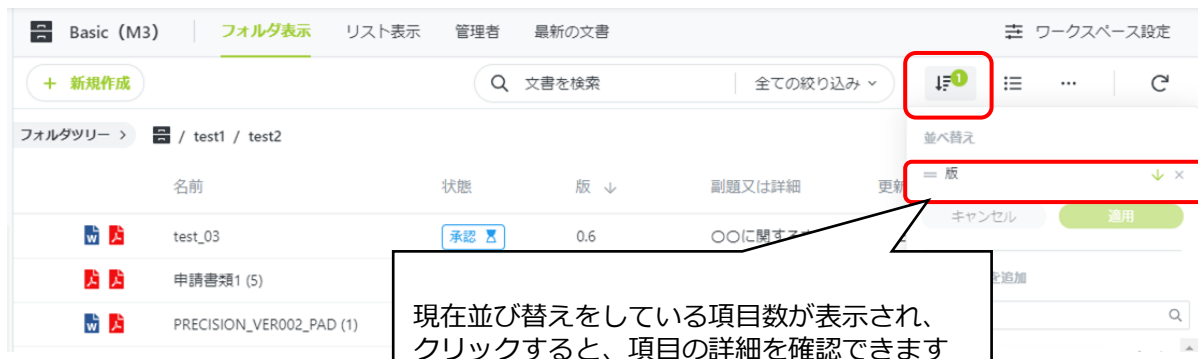 Basic（M3） フォルダ表示 リスト表示 管理者 最新の文書 ワークスペース設定
+ 新規作成 文書を検索 全ての絞り込み 1 ...
フォルダツリー > / test1 / test2
並べ替え
名前 状態 版 ↓ 副題又は詳細 更新
= 版 ↓ ×
キャンセル 適用
test_03 承認 0.6 〇〇に関する
を追加
申請書類1 (5)
PRECISION_VER002_PAD (1)
現在並び替えをしている項目数が表示され、
クリックすると、項目の詳細を確認できます